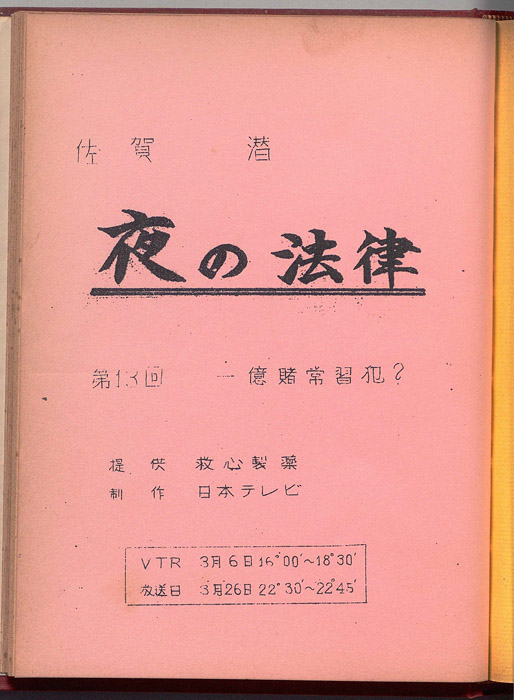 佐賀 潜
夜の法律
第13回 一億賭常習犯?
提供 救心製薬
制作 日本テレビ
VTR 3月6日16°00′~18°30′
放送日 3月26日22°30′~22°45′